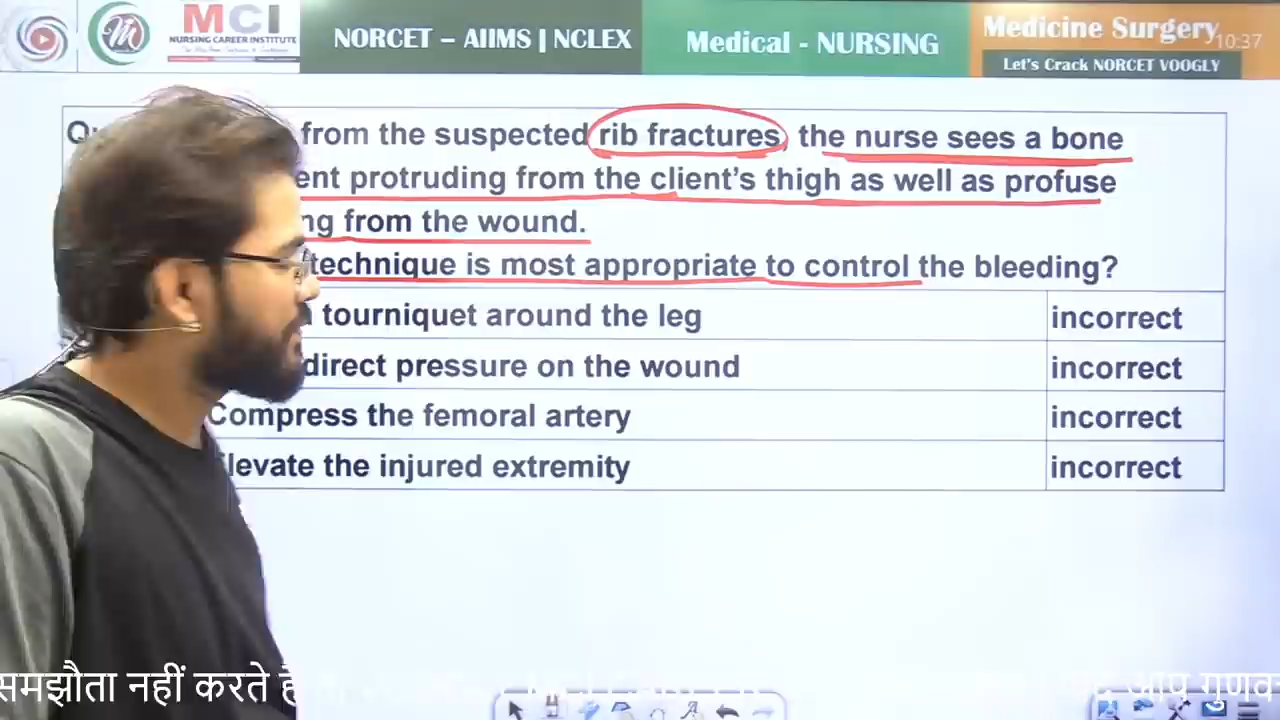 MCI
NURSING CAREER INSTITUTE
NORCET – AIIMS | NCLEX
Medical - NURSING
Medicine Surgery
10:37
Let's Crack NORCET VOOGLY
from the suspected rib fractures, the nurse sees a bone
protruding from the client's thigh as well as profuse
from the wound.
technique is most appropriate to control the bleeding?
tourniquet around the leg incorrect
direct pressure on the wound incorrect
Compress the femoral artery incorrect
the injured extremity incorrect
समझौता नहीं करते
आप